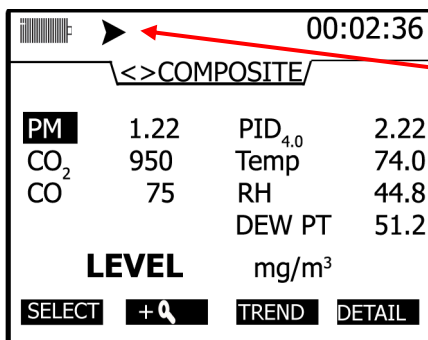 00:02:36
<>COMPOSITE
PM 1.22 PID4.0 2.22
CO2 950 Temp 74.0
CO 75 RH 44.8
DEW PT 51.2
LEVEL mg/m³
SELECT + TREND DETAIL